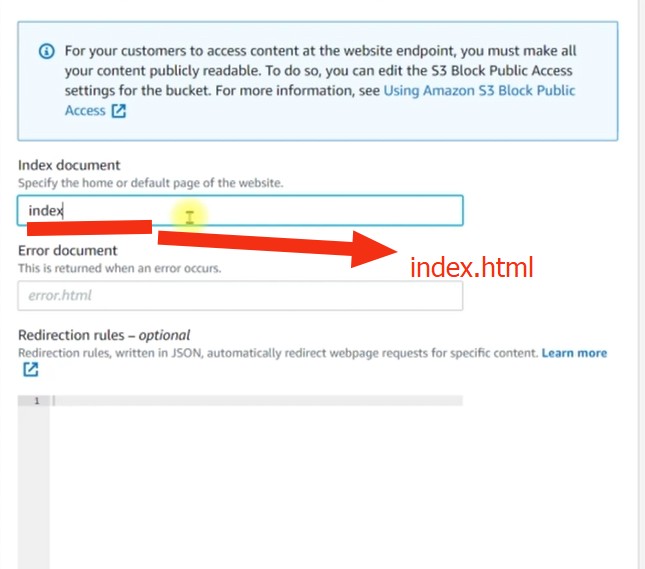 For your customers to access content at the website endpoint, you must make all
your content publicly readable. To do so, you can edit the S3 Block Public Access
settings for the bucket. For more information, see Using Amazon S3 Block Public
Access
Index document
Specify the home or default page of the website.
index
index.html
Error document
This is returned when an error occurs.
error.html
Redirection rules – optional
Redirection rules, written in JSON, automatically redirect webpage requests for specific content. Learn more
1